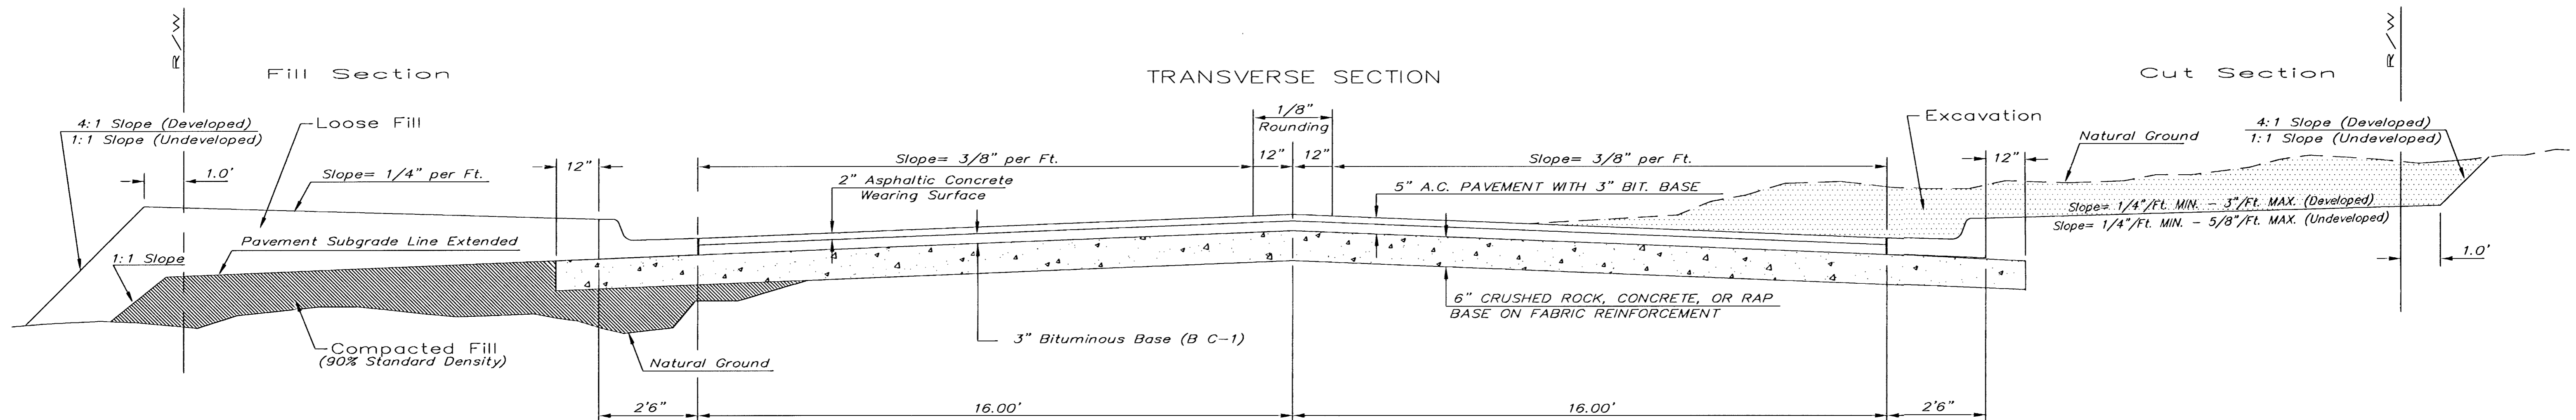 R/W
R/W
Fill Section
TRANSVERSE SECTION
Cut Section
4:1 Slope (Developed)
1:1 Slope (Undeveloped)
Loose Fill
1/8"
Rounding
Excavation
Natural Ground
4:1 Slope (Developed)
1:1 Slope (Undeveloped)
1.0'
Slope= 1/4" per Ft.
12"
Slope= 3/8" per Ft.
12"
12"
Slope= 3/8" per Ft.
12"
2" Asphaltic Concrete
Wearing Surface
5" A.C. PAVEMENT WITH 3" BIT. BASE
Slope= 1/4"/Ft. MIN. - 3"/Ft. MAX. (Developed)
Slope= 1/4"/Ft. MIN. - 5/8"/Ft. MAX. (Undeveloped)
Pavement Subgrade Line Extended
1:1 Slope
1.0'
6" CRUSHED ROCK, CONCRETE, OR RAP
BASE ON FABRIC REINFORCEMENT
3" Bituminous Base (B C-1)
Compacted Fill
(90% Standard Density)
Natural Ground
2'6"
16.00'
16.00'
2'6"